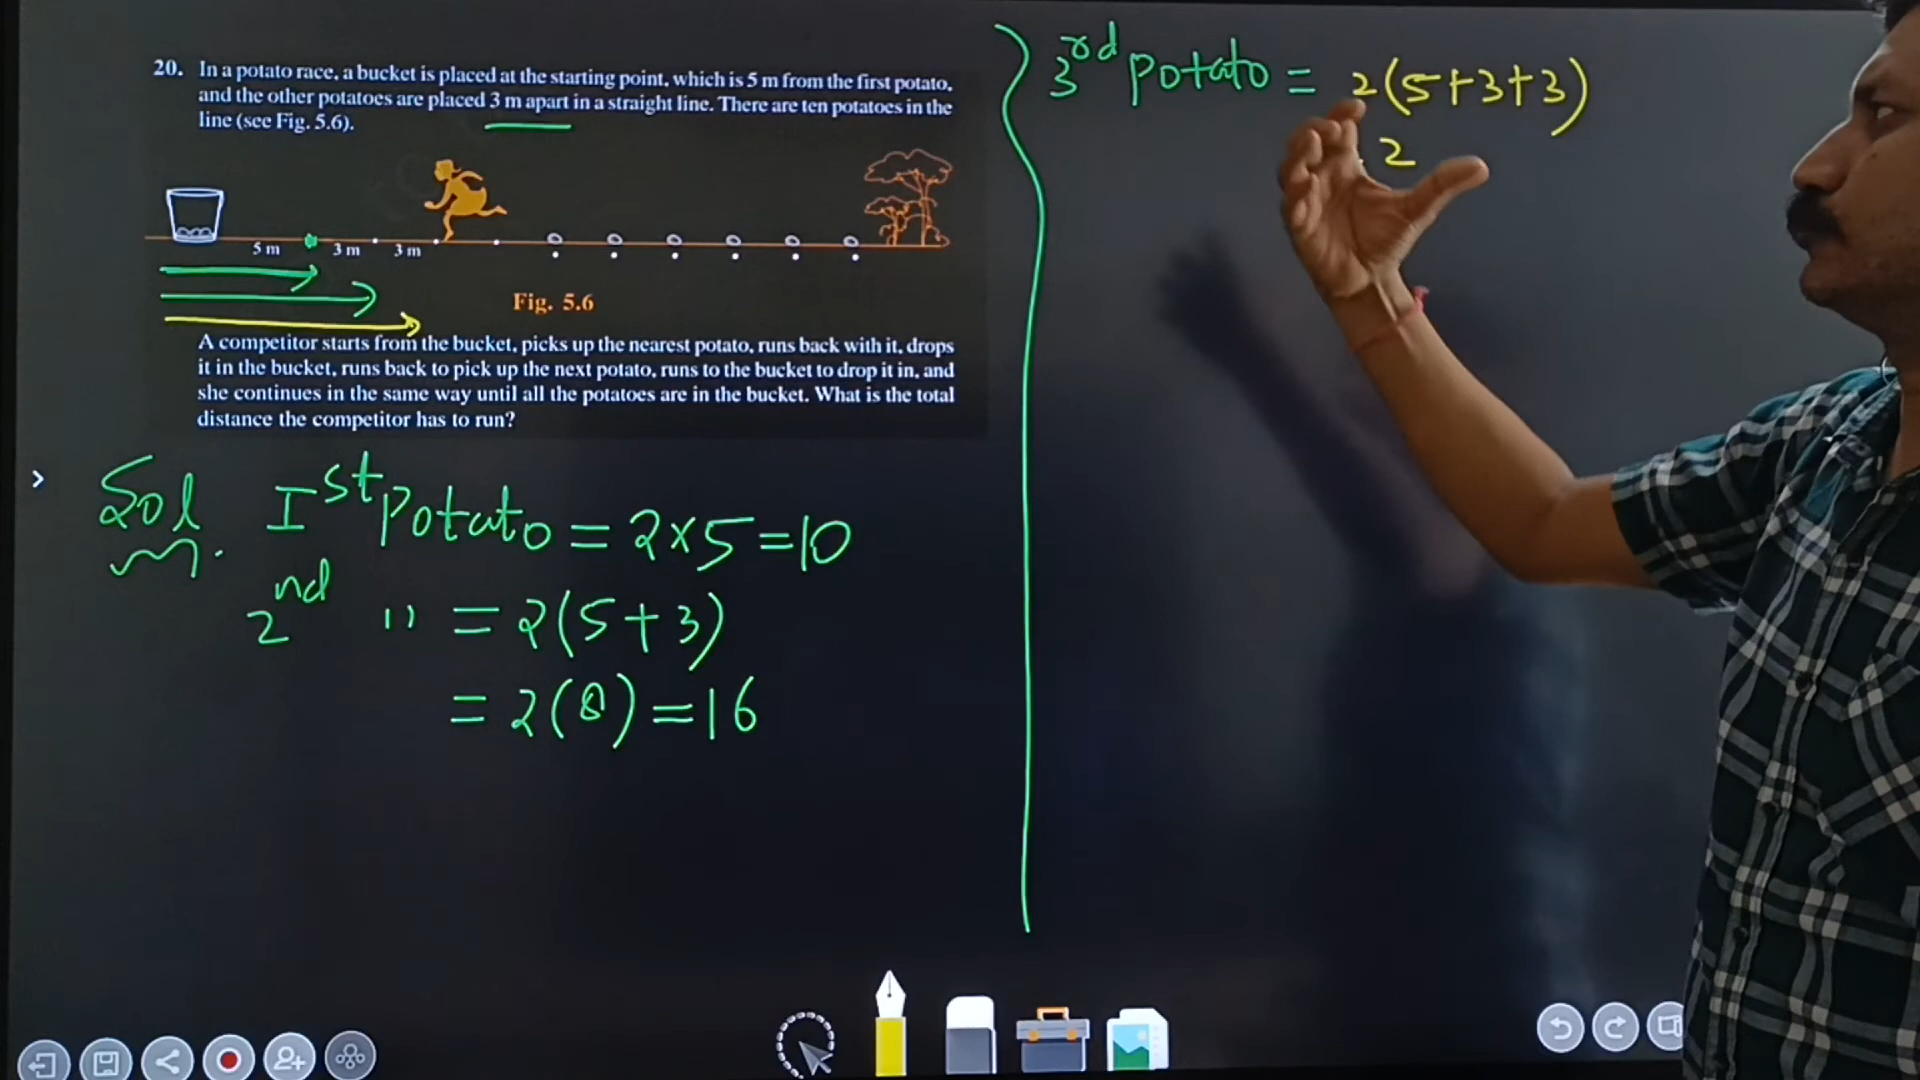 20. In a potato race, a bucket is placed at the starting point, which is 5 m from the first potato,
and the other potatoes are placed 3 m apart in a straight line. There are ten potatoes in the
line (see Fig. 5.6).
5 m 3 m 3 m
Fig. 5.6
A competitor starts from the bucket, picks up the nearest potato, runs back with it, drops
it in the bucket, runs back to pick up the next potato, runs to the bucket to drop it in, and
she continues in the same way until all the potatoes are in the bucket. What is the total
distance the competitor has to run?
Sol Ist Potato = 2×5=10
2nd " = 2(5+3)
= 2(8)=16
3rd potato = 2(5+3+3)
2